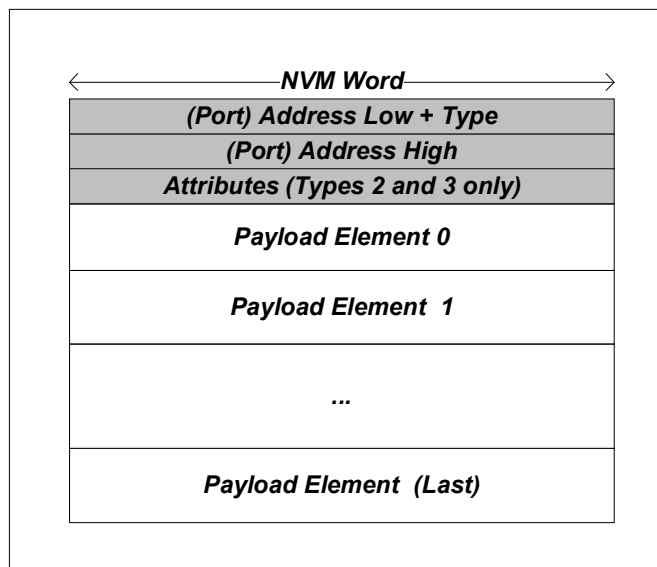 NVM Word
(Port) Address Low + Type
(Port) Address High
Attributes (Types 2 and 3 only)
Payload Element 0
Payload Element 1
...
Payload Element (Last)